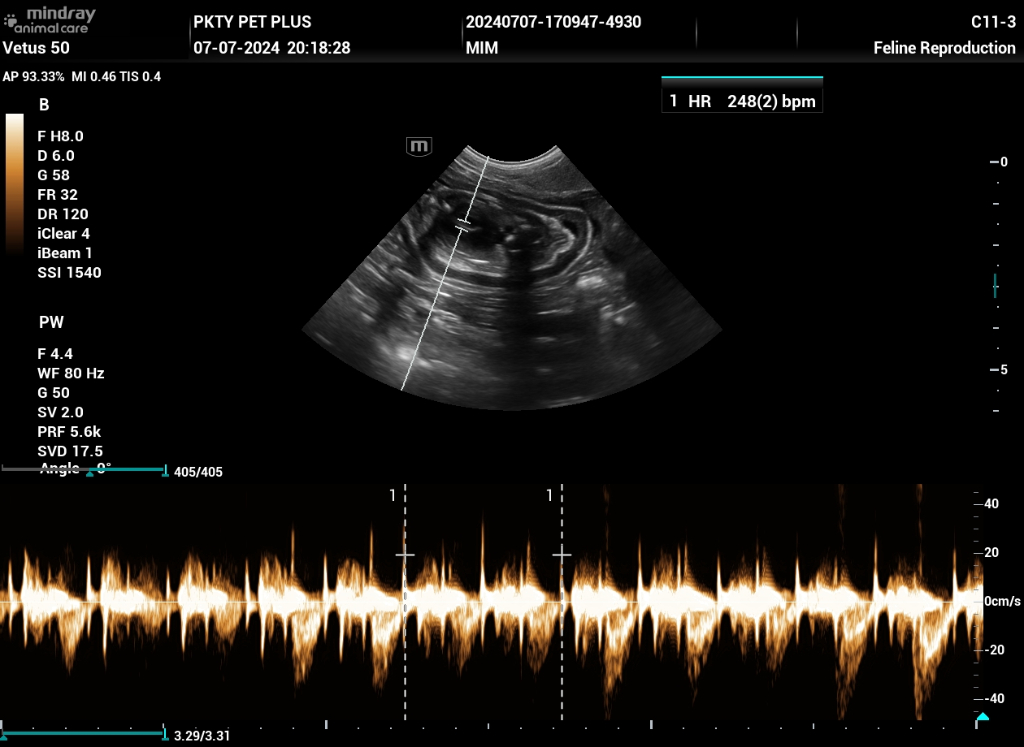 mindray
animalcare
PKTY PET PLUS
20240707-170947-4930
C11-3
Vetus 50
07-07-2024 20:18:28
MIM
Feline Reproduction
AP 93.33% MI 0.46 TIS 0.4
1 HR 248(2) bpm
B
F H8.0
D 6.0
G 58
FR 32
DR 120
iClear 4
iBeam 1
SSI 1540
m
0
5
PW
F 4.4
WF 80 Hz
G 50
SV 2.0
PRF 5.6k
SVD 17.5
Angle 0°
405/405
1
1
40
20
0cm/s
-20
-40
3.29/3.31